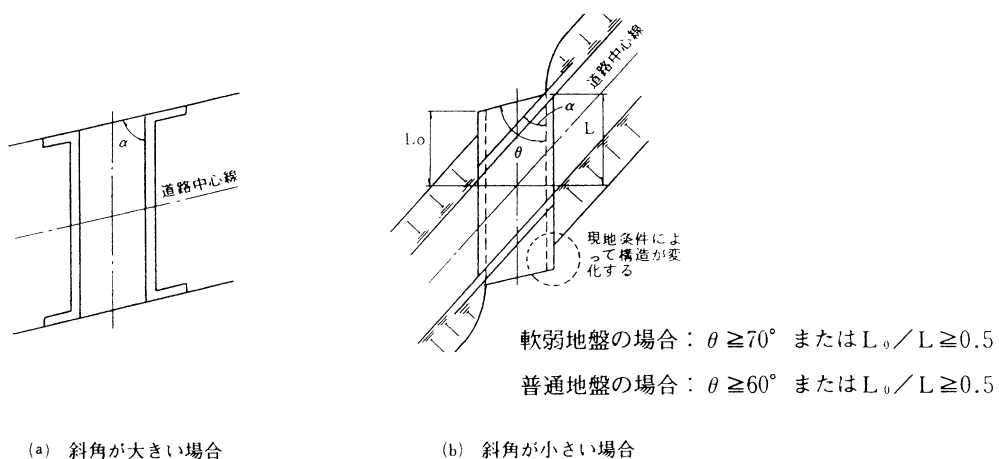 α
道路中心線
道路中心線
Lo
θ
α
L
現地条件によ
って構造が変
化する
軟弱地盤の場合：θ≧70° またはL₀／L≧0.5
普通地盤の場合：θ≧60° またはL₀／L≧0.5
(a) 斜角が大きい場合
(b) 斜角が小さい場合